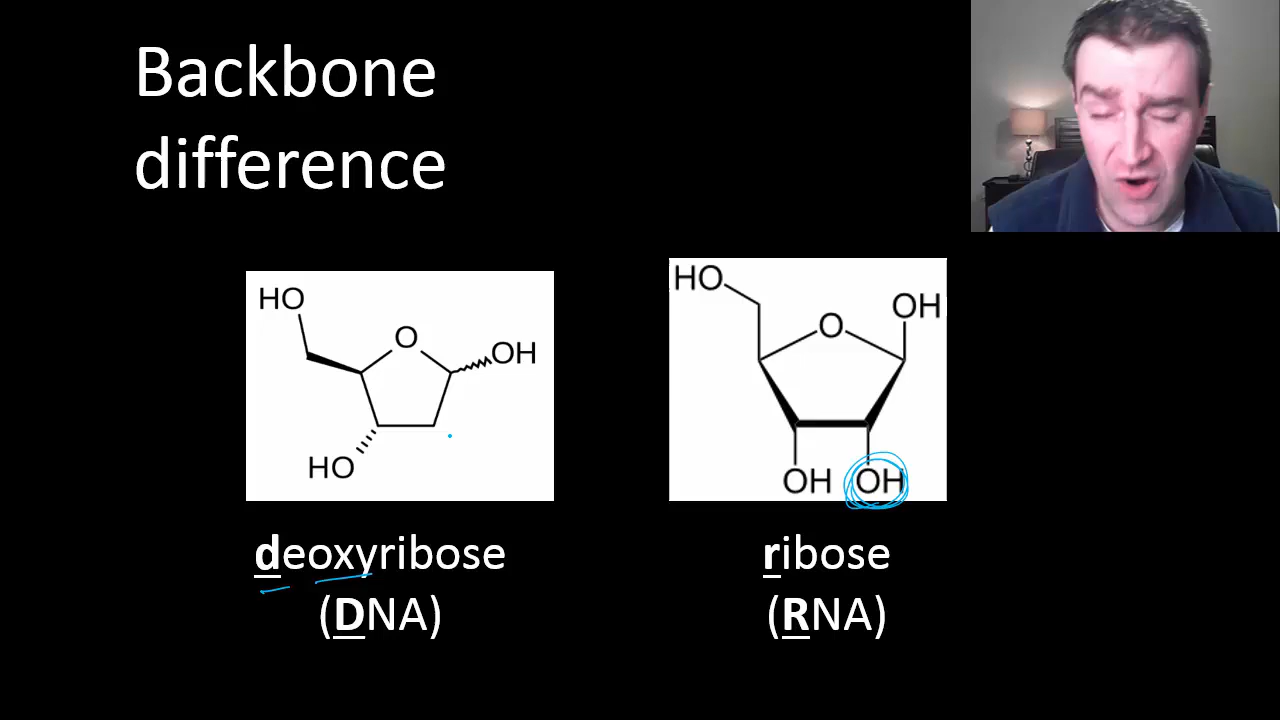 Backbone
difference
HO
O
OH
HO
HO
O
OH
OH
OH
deoxyribose
(DNA)
ribose
(RNA)